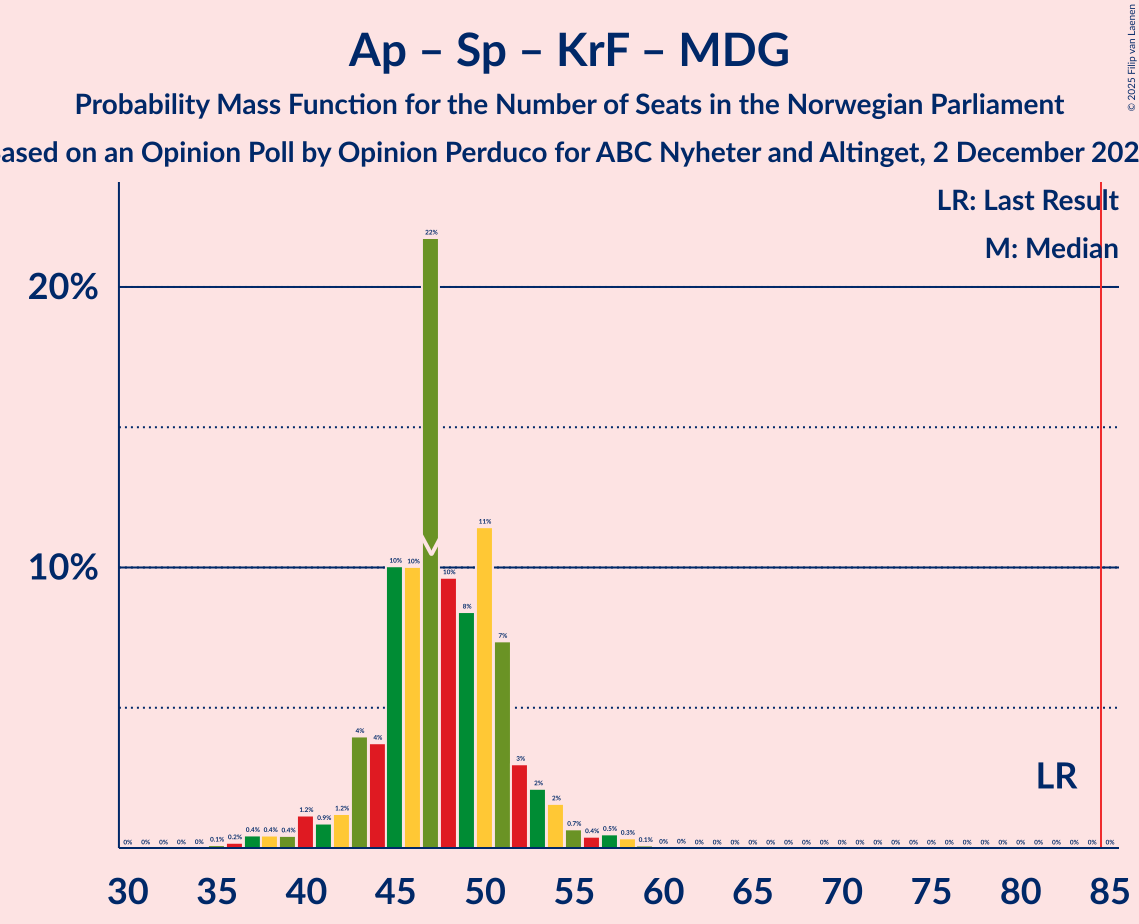 © 2025 Filip van Laenen
Ap – Sp – KrF – MDG
Probability Mass Function for the Number of Seats in the Norwegian Parliament
ased on an Opinion Poll by Opinion Perduco for ABC Nyheter and Altinget, 2 December 202
LR: Last Result
M: Median
20%
10%
LR
0% 0% 0% 0% 0% 0.1% 0.2% 0.4% 0.4% 0.4% 1.2% 0.9% 1.2% 4% 4% 10% 10% 22% 10% 8% 11% 7% 3% 2% 2% 0.7% 0.4% 0.5% 0.3% 0.1% 0% 0% 0% 0% 0% 0% 0% 0% 0% 0% 0% 0% 0% 0% 0% 0% 0% 0% 0% 0% 0% 0% 0% 0% 0% 0%
30 35 40 45 50 55 60 65 70 75 80 85